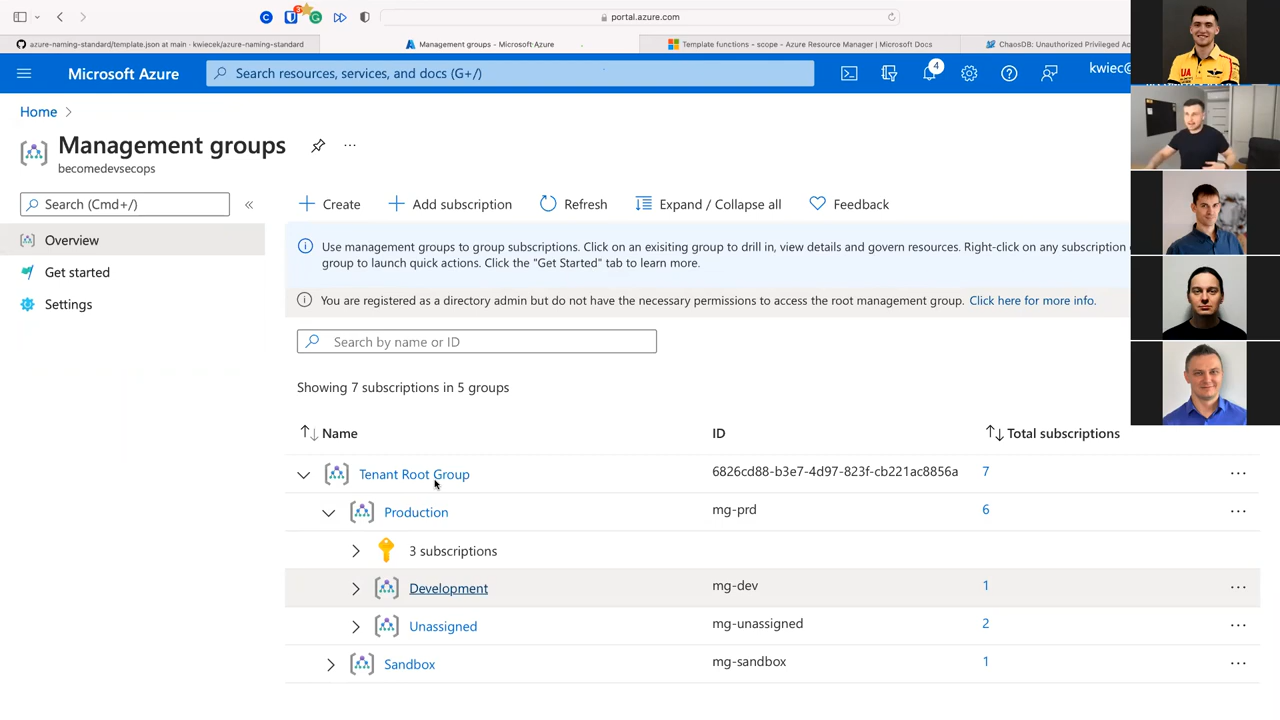 portal.azure.com
azure-naming-standard/template.json at main · kwiecek/azure-naming-standard
Management groups - Microsoft Azure
Template functions - scope - Azure Resource Manager | Microsoft Docs
ChaosDB: Unauthorized Privileged Ac
Microsoft Azure
Search resources, services, and docs (G+/)
4
kwiec@
Home
Management groups
becomedevsecops
Search (Cmd+/)
Overview
Get started
Settings
Create
Add subscription
Refresh
Expand / Collapse all
Feedback
Use management groups to group subscriptions. Click on an exisiting group to drill in, view details and govern resources. Right-click on any subscription
group to launch quick actions. Click the "Get Started" tab to learn more.
You are registered as a directory admin but do not have the necessary permissions to access the root management group. Click here for more info.
Search by name or ID
Showing 7 subscriptions in 5 groups
Name ID Total subscriptions
Tenant Root Group 6826cd88-b3e7-4d97-823f-cb221ac8856a 7
Production mg-prd 6
3 subscriptions
Development mg-dev 1
Unassigned mg-unassigned 2
Sandbox mg-sandbox 1